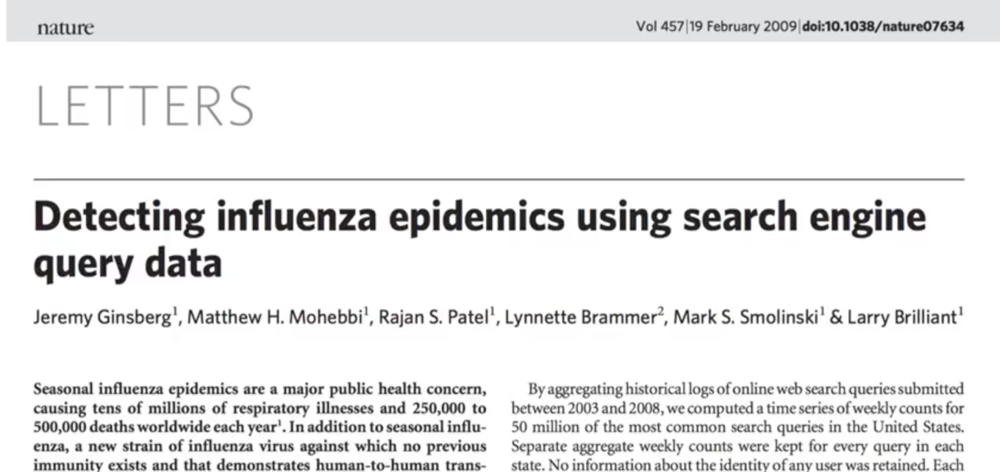 nature
Vol 457|19 February 2009|doi:10.1038/nature07634
LETTERS
Detecting influenza epidemics using search engine
query data
Jeremy Ginsberg¹, Matthew H. Mohebbi¹, Rajan S. Patel¹, Lynnette Brammer², Mark S. Smolinski¹ & Larry Brilliant¹
Seasonal influenza epidemics are a major public health concern,
causing tens of millions of respiratory illnesses and 250,000 to
500,000 deaths worldwide each year¹. In addition to seasonal influ-
enza, a new strain of influenza virus against which no previous
immunity exists and that demonstrates human-to-human trans-
By aggregating historical logs of online web search queries submitted
between 2003 and 2008, we computed a time series of weekly counts for
50 million of the most common search queries in the United States.
Separate aggregate weekly counts were kept for every query in each
state. No information about the identity of any user was retained. Each